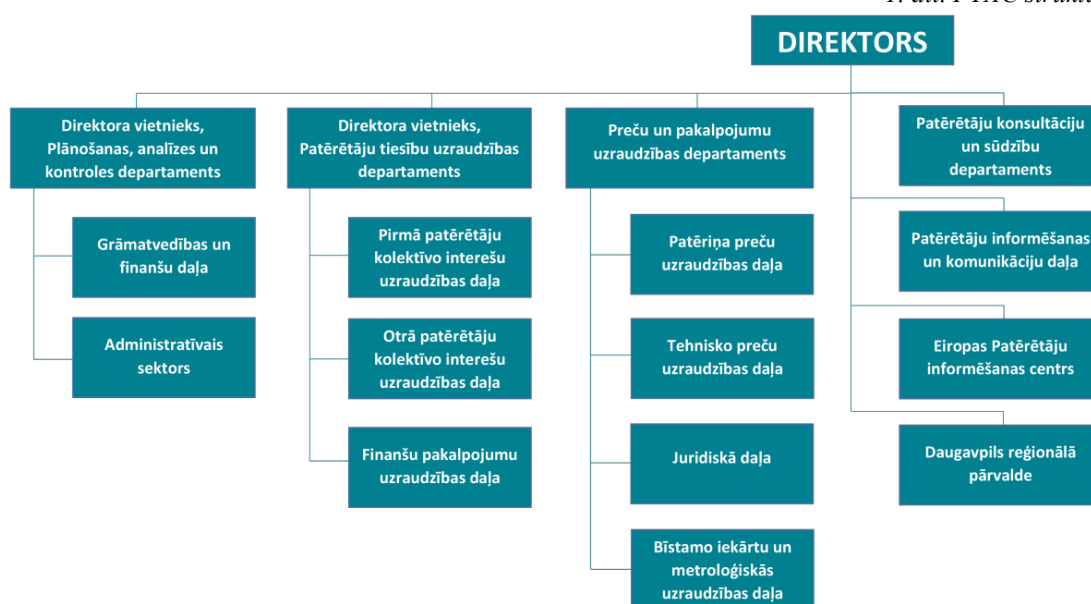 DIREKTORS
Direktora vietnieks,
Plānošanas, analīzes un
kontroles departaments
Grāmatvedības un
finanšu daļa
Administratīvais
sektors
Direktora vietnieks,
Patērētāju tiesību uzraudzības
departaments
Pirmā patērētāju
kolektīvo interešu
uzraudzības daļa
Otrā patērētāju
kolektīvo interešu
uzraudzības daļa
Finanšu pakalpojumu
uzraudzības daļa
Preču un pakalpojumu
uzraudzības departaments
Patēriņa preču
uzraudzības daļa
Tehnisko preču
uzraudzības daļa
Juridiskā daļa
Bīstamo iekārtu un
metroloģiskās
uzraudzības daļa
Patērētāju konsultāciju
un sūdzību
departaments
Patērētāju informēšanas
un komunikāciju daļa
Eiropas Patērētāju
informēšanas centrs
Daugavpils reģionālā
pārvalde